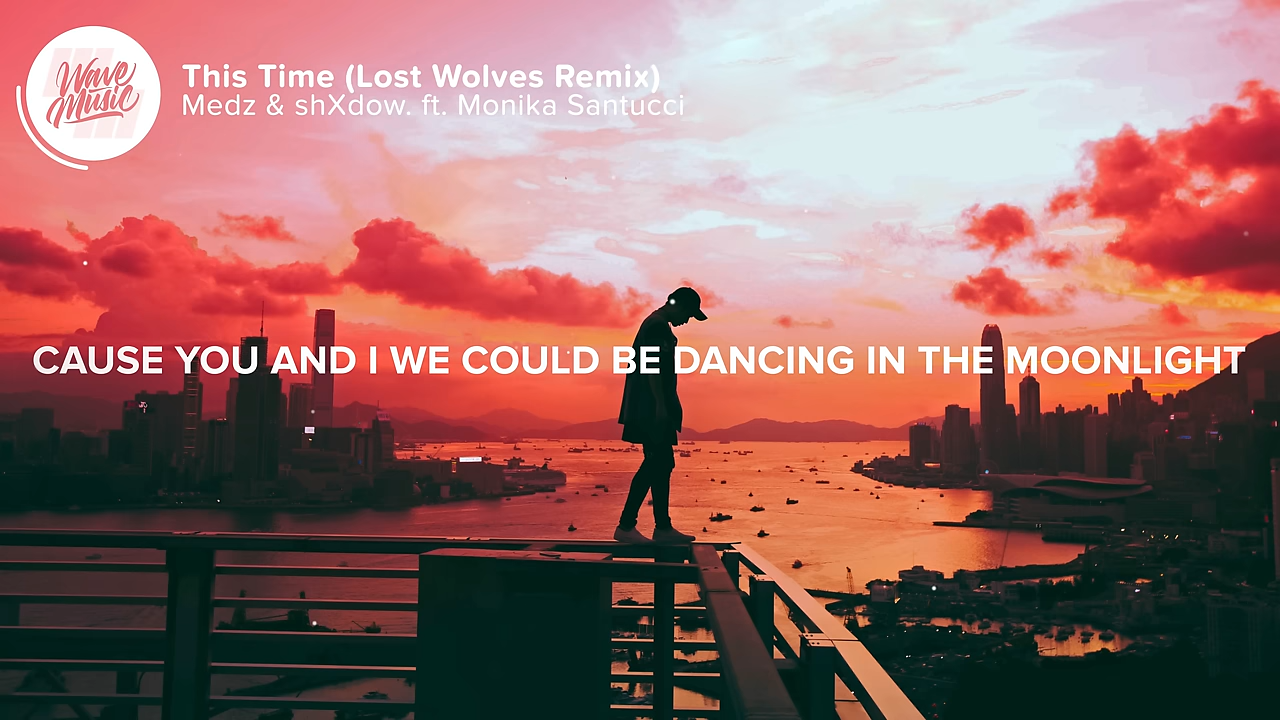 Wave
Music
This Time (Lost Wolves Remix)
Medz & shXdow. ft. Monika Santucci
CAUSE YOU AND I WE COULD BE DANCING IN THE MOONLIGHT